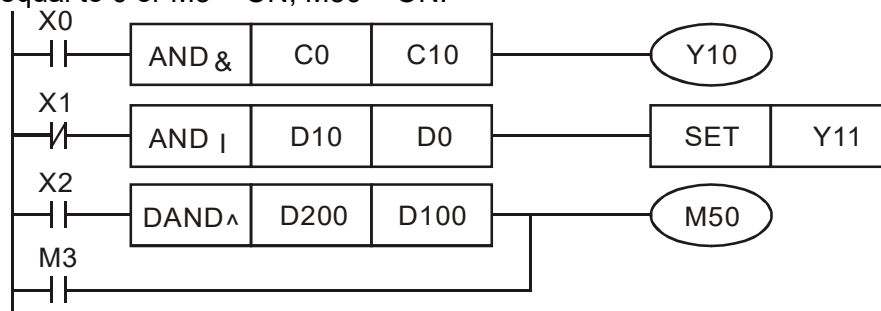 equal to 0 or M3 = ON, M50 = ON.
X0
AND & C0 C10 Y10
X1
AND | D10 D0 SET Y11
X2
DAND ^ D200 D100 M50
M3